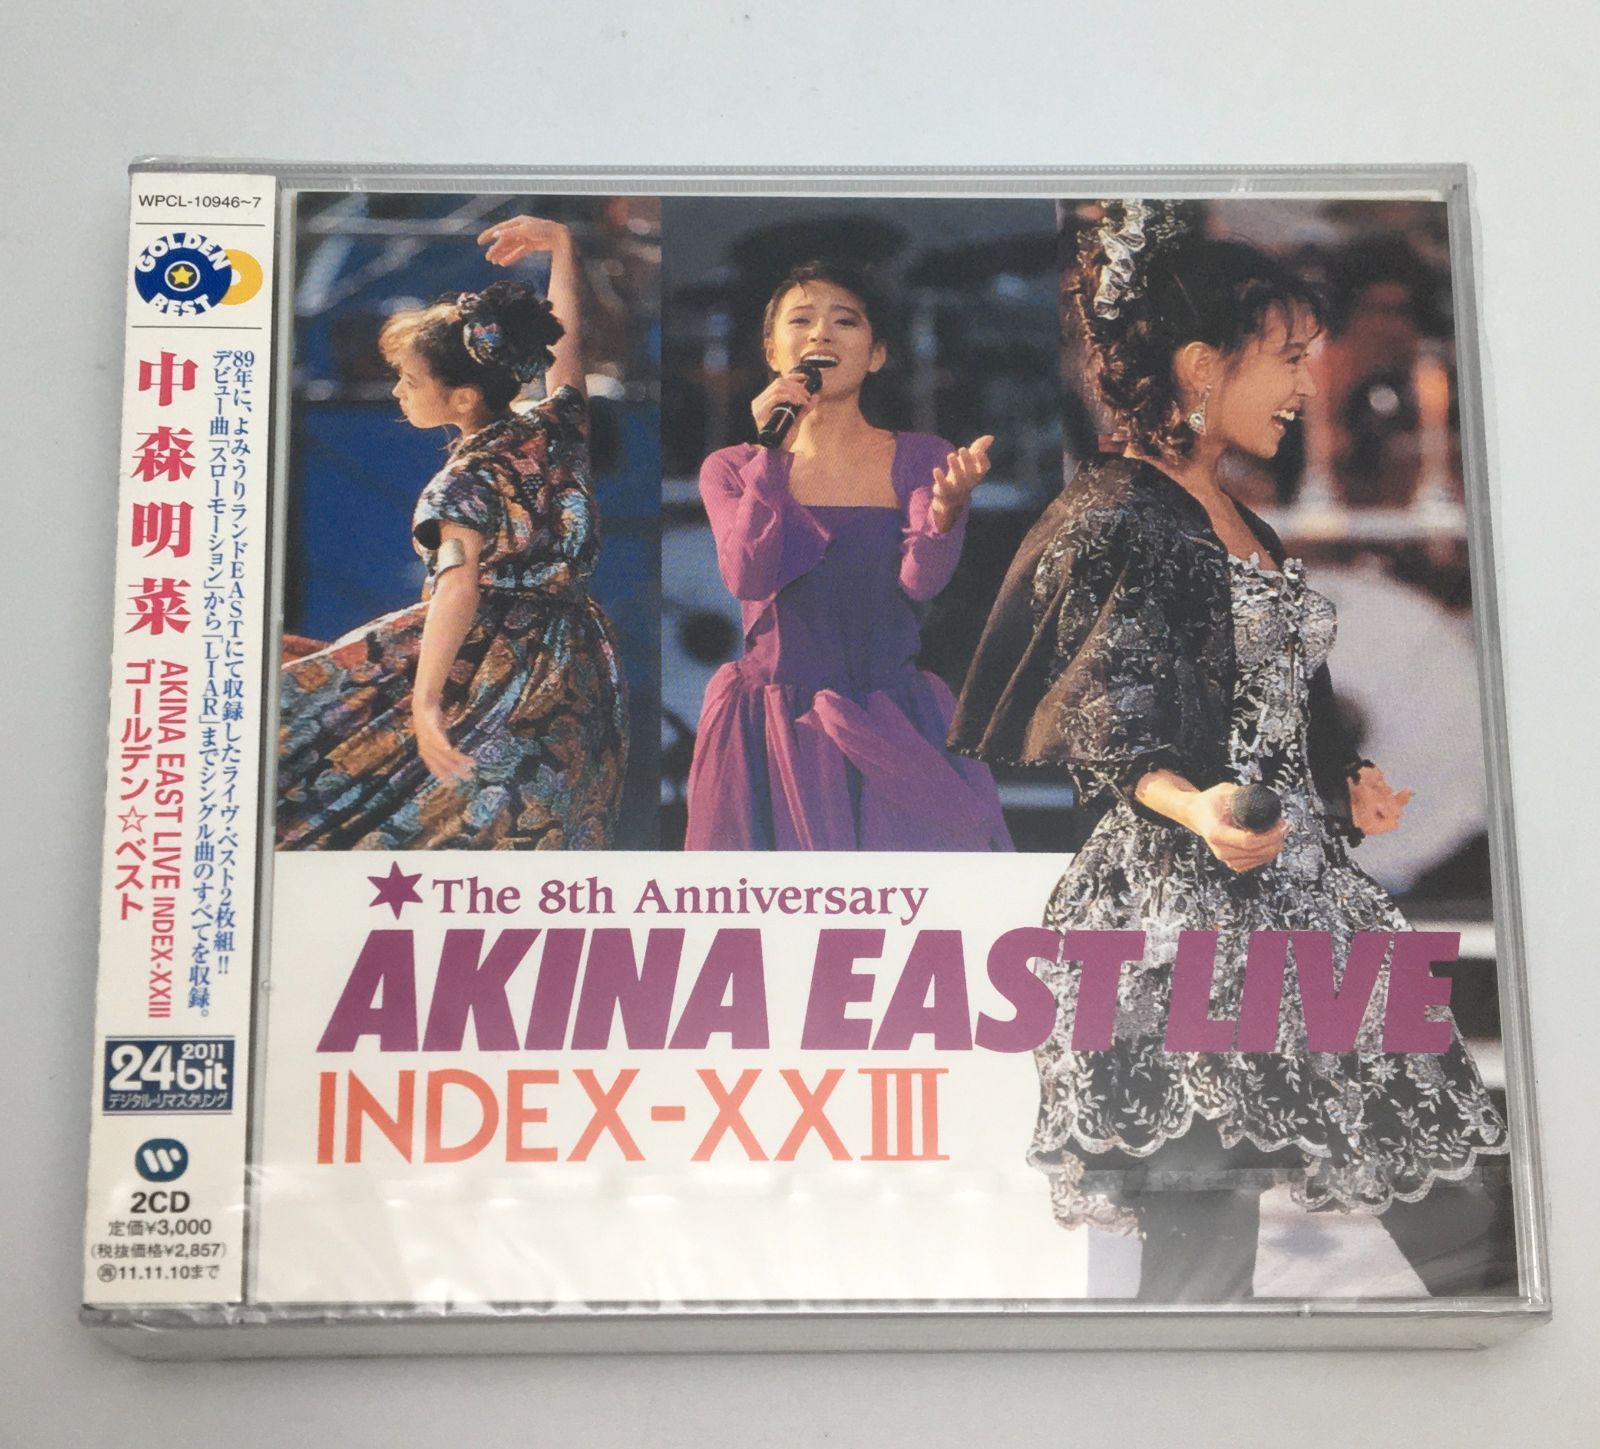 WPCL-10946~7
GOLDEN
BEST
89年に、よみうりランドEASTにて収録したライヴ・ベスト2枚組!!
デビュー曲「スローモーション」から「LIAR」までシングル曲のすべてを収録。
中森明菜
AKINA EAST LIVE INDEX-XXIII
ゴールデン☆ベスト
2011
24bit
デジタル・リマスタリング
2CD
定価¥3,000
(税抜価格¥2,857)
再11.11.10まで
★The 8th Anniversary
AKINA EAST LIVE
INDEX-XXIII